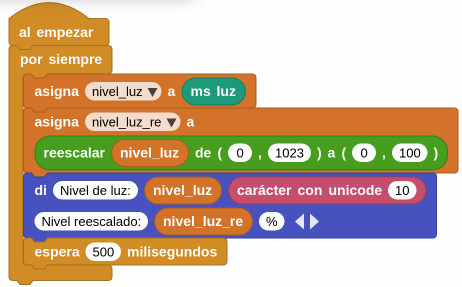 al empezar
por siempre
asigna nivel_luz ▼ a ms luz
asigna nivel_luz_re ▼ a
reescalar nivel_luz de ( 0 , 1023 ) a ( 0 , 100 )
di Nivel de luz: nivel_luz carácter con unicode 10
Nivel reescalado: nivel_luz_re %
espera 500 milisegundos